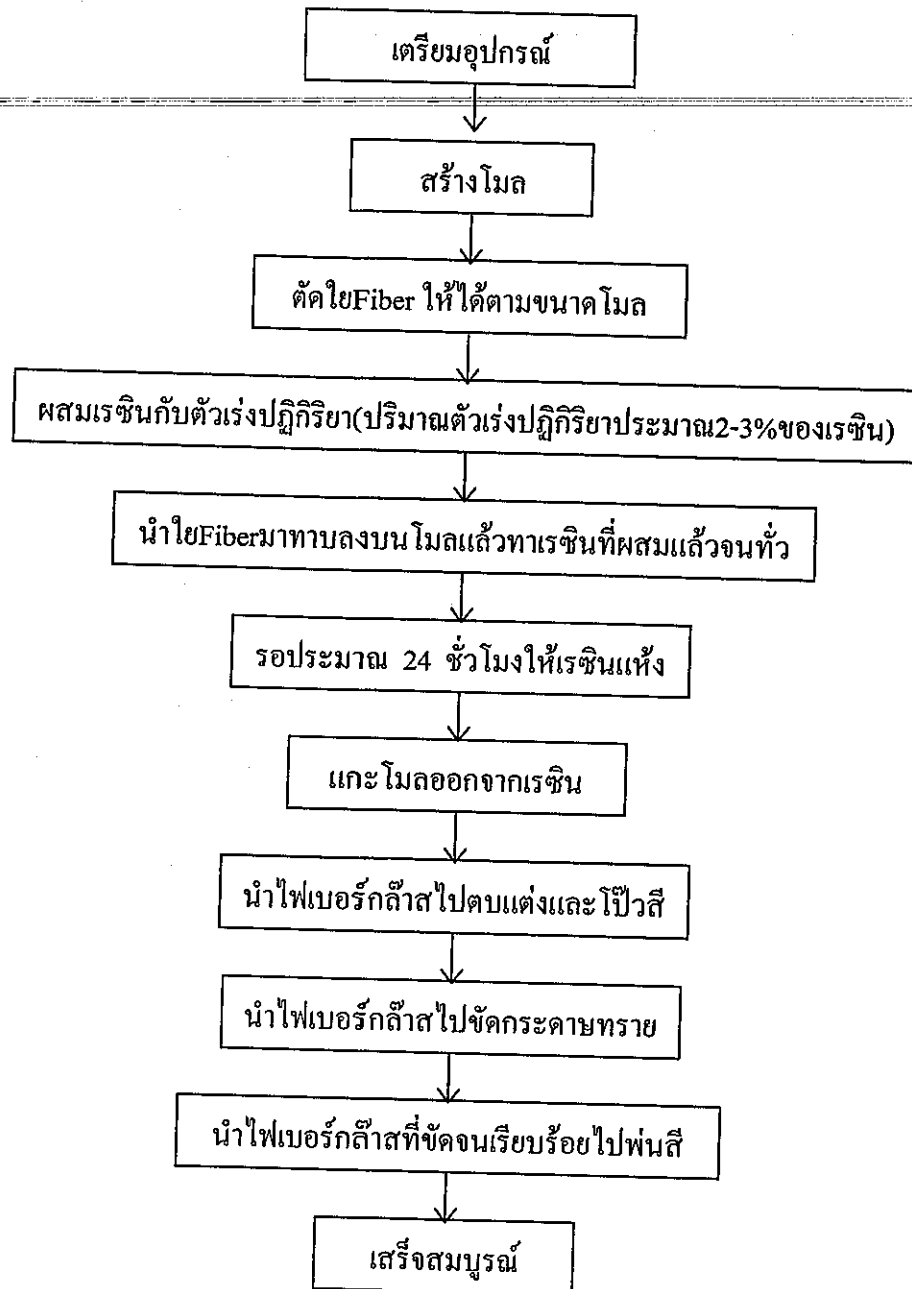 เตรียมอุปกรณ์
สร้างโมล
ตัดใยFiber ให้ได้ตามขนาดโมล
ผสมเรซินกับตัวเร่งปฏิกิริยา(ปริมาณตัวเร่งปฏิกิริยาประมาณ2-3%ของเรซิน)
นำใยFiberมาทาบลงบนโมลแล้วทาเรซินที่ผสมแล้วจนทั่ว
รอประมาณ 24 ชั่วโมงให้เรซินแห้ง
แกะโมลออกจากเรซิน
นำไฟเบอร์กล๊าสไปตบแต่งและโป๊วสี
นำไฟเบอร์กล๊าสไปขัดกระดาษทราย
นำไฟเบอร์กล๊าสที่ขัดจนเรียบร้อยไปพ่นสี
เสร็จสมบูรณ์